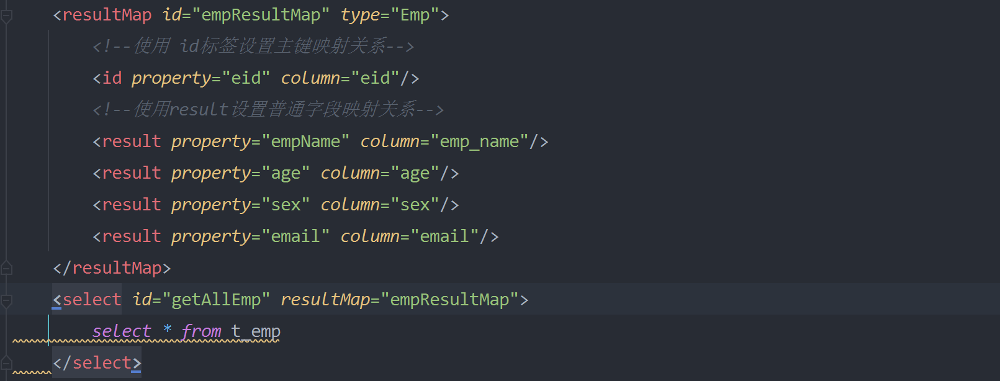 <resultMap id="empResultMap" type="Emp">
<!--使用 id标签设置主键映射关系-->
<id property="eid" column="eid"/>
<!--使用result设置普通字段映射关系-->
<result property="empName" column="emp_name"/>
<result property="age" column="age"/>
<result property="sex" column="sex"/>
<result property="email" column="email"/>
</resultMap>
<select id="getAllEmp" resultMap="empResultMap">
select * from t_emp
</select>